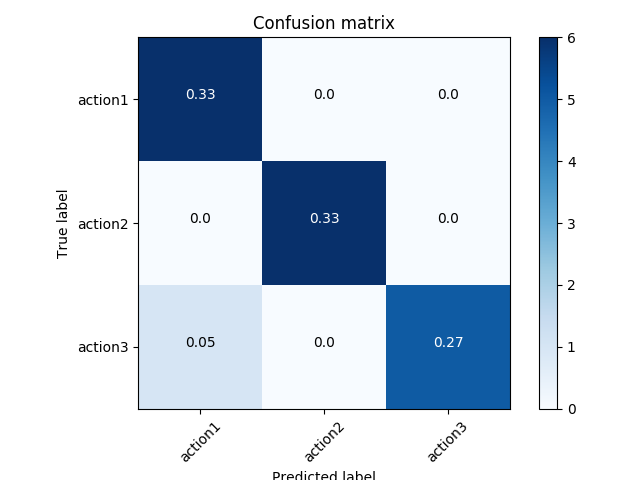 Confusion matrix
6
action1
0.33
0.0
0.0
5
4
True label
action2
0.0
0.33
0.0
3
2
action3
0.05
0.0
0.27
1
0
action1
action2
action3
Predicted label